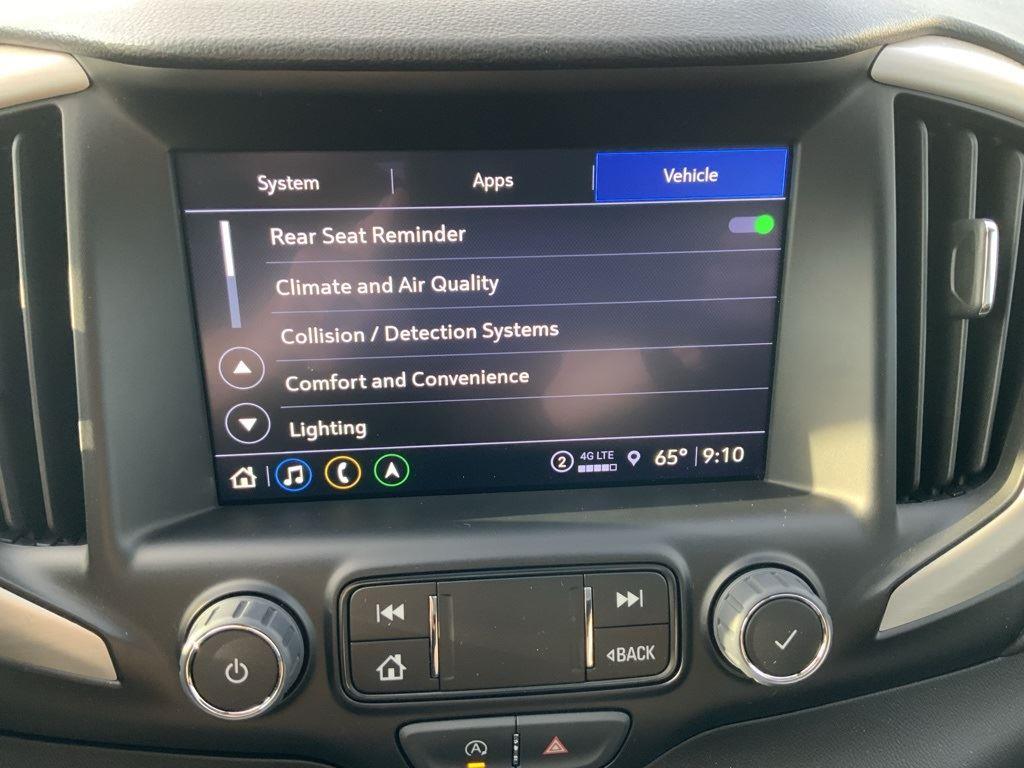 System Apps Vehicle
Rear Seat Reminder
Climate and Air Quality
Collision / Detection Systems
Comfort and Convenience
Lighting
2 4G LTE 65° 9:10
BACK
A